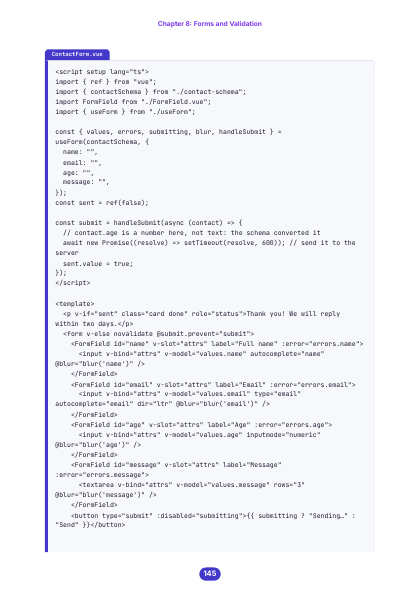 Chapter 8: Forms and Validation
ContactForm.vue
<script setup lang="ts">
import { ref } from "vue";
import { contactSchema } from "./contact-schema";
import FormField from "./FormField.vue";
import { useForm } from "./useForm";

const { values, errors, submitting, blur, handleSubmit } =
useForm(contactSchema, {
  name: "",
  email: "",
  age: "",
  message: "",
});
const sent = ref(false);

const submit = handleSubmit(async (contact) => {
  // contact.age is a number here, not text: the schema converted it
  await new Promise((resolve) => setTimeout(resolve, 600)); // send it to the
server
  sent.value = true;
});
</script>

<template>
  <p v-if="sent" class="card done" role="status">Thank you! We will reply
within two days.</p>
  <form v-else novalidate @submit.prevent="submit">
    <FormField id="name" v-slot="attrs" label="Full name" :error="errors.name">
      <input v-bind="attrs" v-model="values.name" autocomplete="name"
@blur="blur('name')" />
    </FormField>
    <FormField id="email" v-slot="attrs" label="Email" :error="errors.email">
      <input v-bind="attrs" v-model="values.email" type="email"
autocomplete="email" dir="ltr" @blur="blur('email')" />
    </FormField>
    <FormField id="age" v-slot="attrs" label="Age" :error="errors.age">
      <input v-bind="attrs" v-model="values.age" inputmode="numeric"
@blur="blur('age')" />
    </FormField>
    <FormField id="message" v-slot="attrs" label="Message"
:error="errors.message">
      <textarea v-bind="attrs" v-model="values.message" rows="3"
@blur="blur('message')" />
    </FormField>
    <button type="submit" :disabled="submitting">{{ submitting ? "Sending…" :
"Send" }}</button>
145